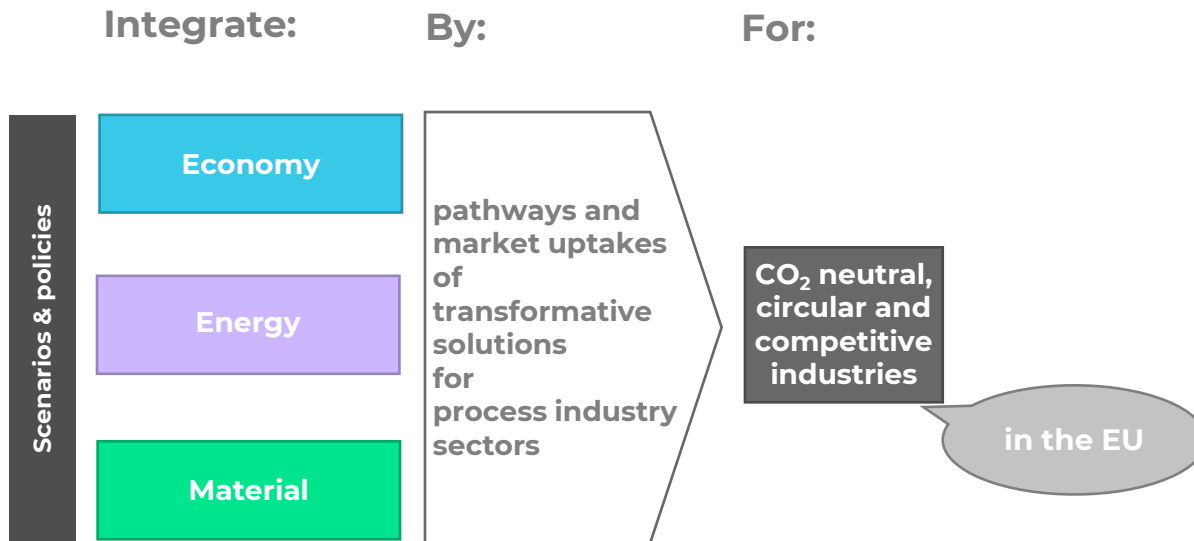 Integrate:
By:
For:
Scenarios & policies
Economy
Energy
Material
pathways and
market uptakes
of
transformative
solutions
for
process industry
sectors
CO₂ neutral,
circular and
competitive
industries
in the EU